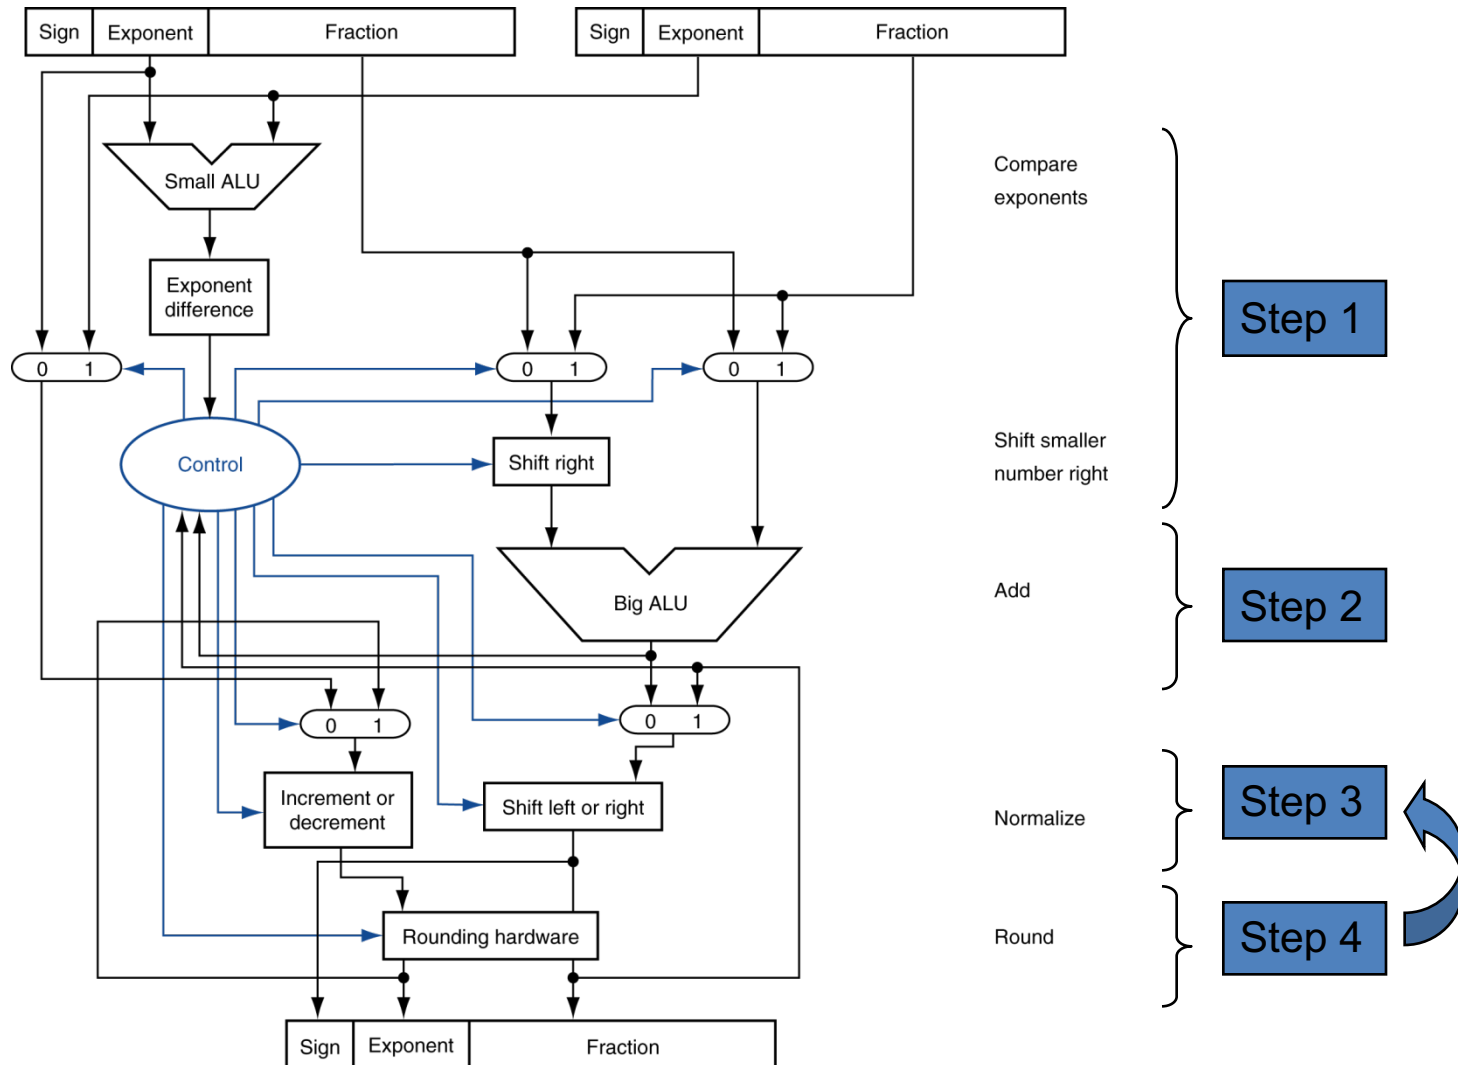 Sign Exponent Fraction Sign Exponent Fraction
Compare
exponents
Small ALU
Exponent
difference
Step 1
0 1 0 1 0 1
Shift smaller
number right
Control
Shift right
Add
Big ALU
Step 2
0 1 0 1
Increment or
decrement
Shift left or right
Normalize
Step 3
Rounding hardware
Round
Step 4
Sign Exponent Fraction